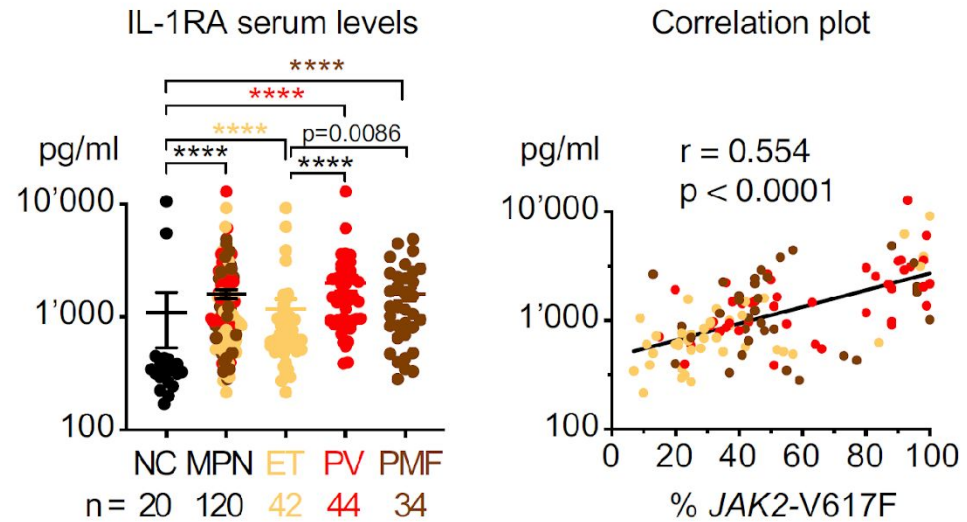 IL-1RA serum levels
****
****
**** p=0.0086
**** ****
pg/ml
10'000
1'000
100
NC MPN ET PV PMF
n = 20 120 42 44 34
Correlation plot
pg/ml
r = 0.554
p < 0.0001
10'000
1'000
100
0 20 40 60 80 100
% JAK2-V617F